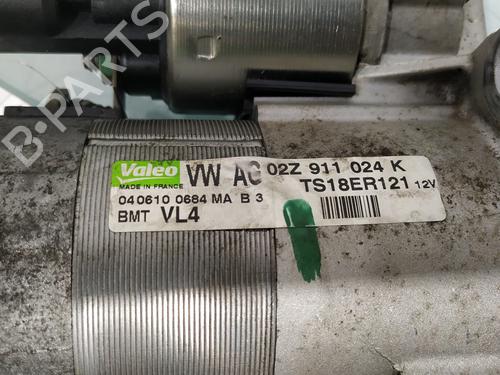 B-PARTS
Valeo
MADE IN FRANCE
VW AG 02Z 911 024 K
TS18ER121 12V
040610 0684 MA B 3
BMT VL4